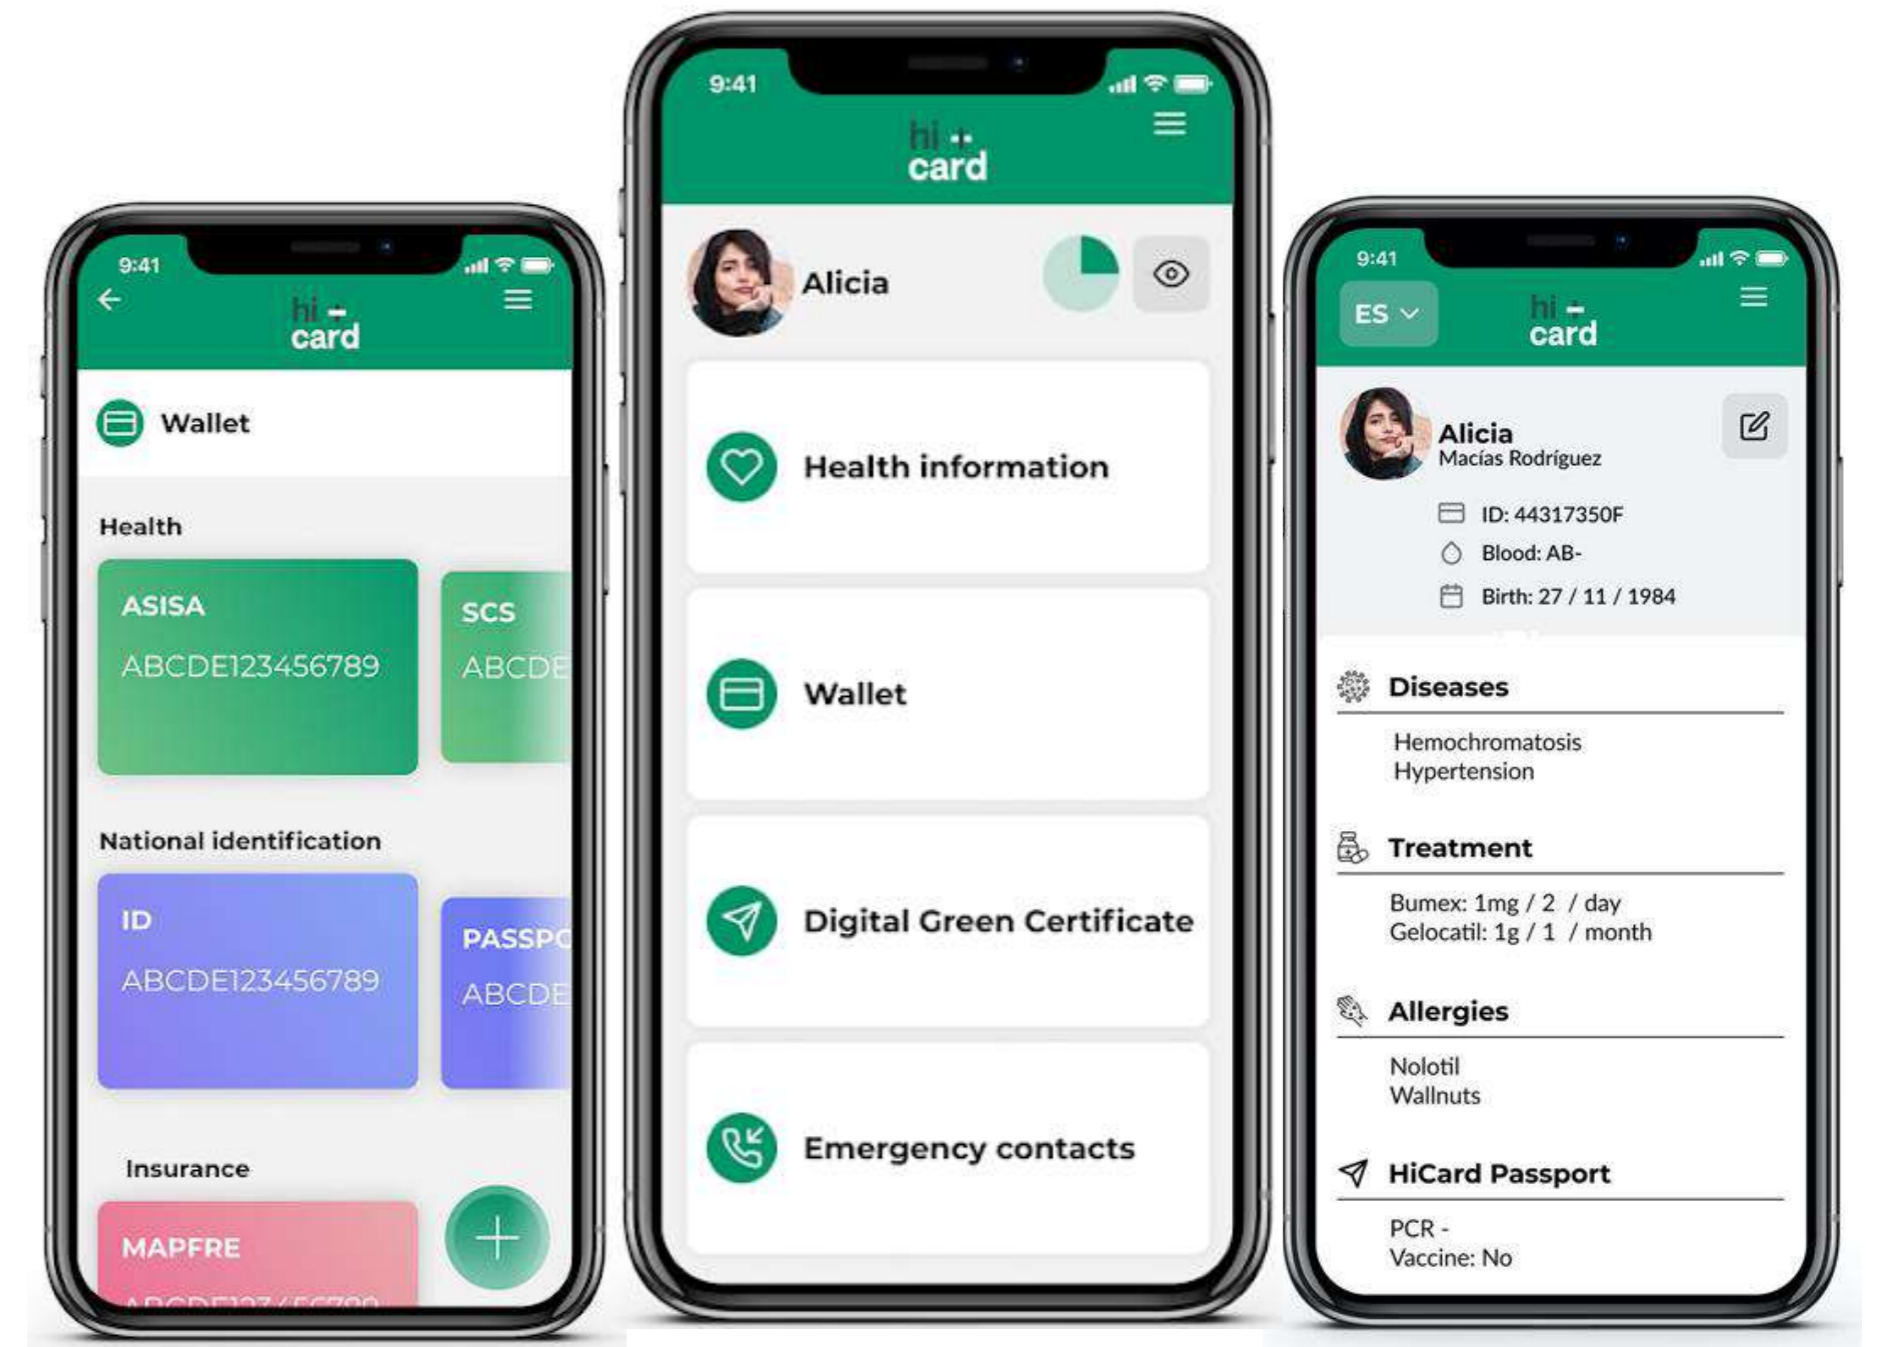 9:41
hi +
card
Wallet
Health
ASISA
ABCDE123456789
SCS
ABCDE
National identification
ID
ABCDE123456789
PASSPO
ABCDE
Insurance
MAPFRE
ABCDE123456789
9:41
hi +
card
Alicia
Health information
Wallet
Digital Green Certificate
Emergency contacts
9:41
ES
hi +
card
Alicia
Macías Rodríguez
ID: 44317350F
Blood: AB-
Birth: 27 / 11 / 1984
Diseases
Hemochromatosis
Hypertension
Treatment
Bumex: 1mg / 2 / day
Gelocatil: 1g / 1 / month
Allergies
Nolotil
Wallnuts
HiCard Passport
PCR -
Vaccine: No